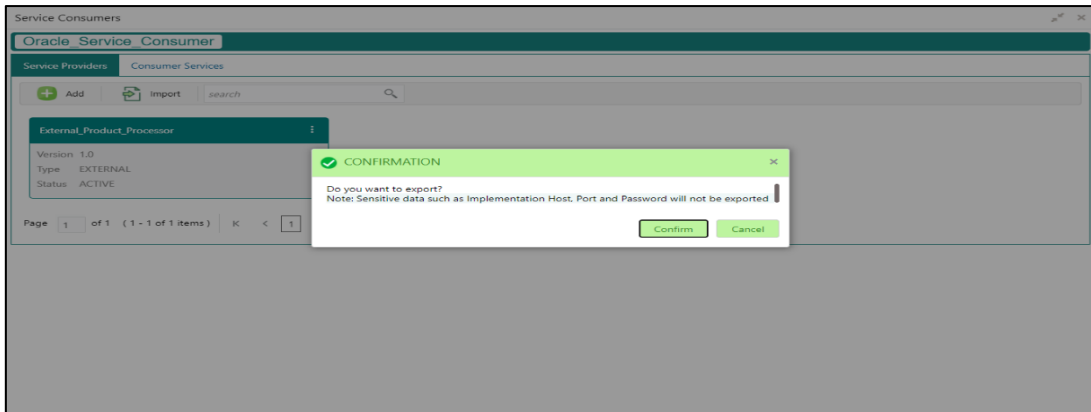 Service Consumers
Oracle_Service_Consumer
Service Providers Consumer Services
Add Import search
External_Product_Processor
Version 1.0
Type EXTERNAL
Status ACTIVE
Page 1 of 1 (1 - 1 of 1 items) K < 1
CONFIRMATION
Do you want to export?
Note: Sensitive data such as Implementation Host, Port and Password will not be exported
Confirm Cancel